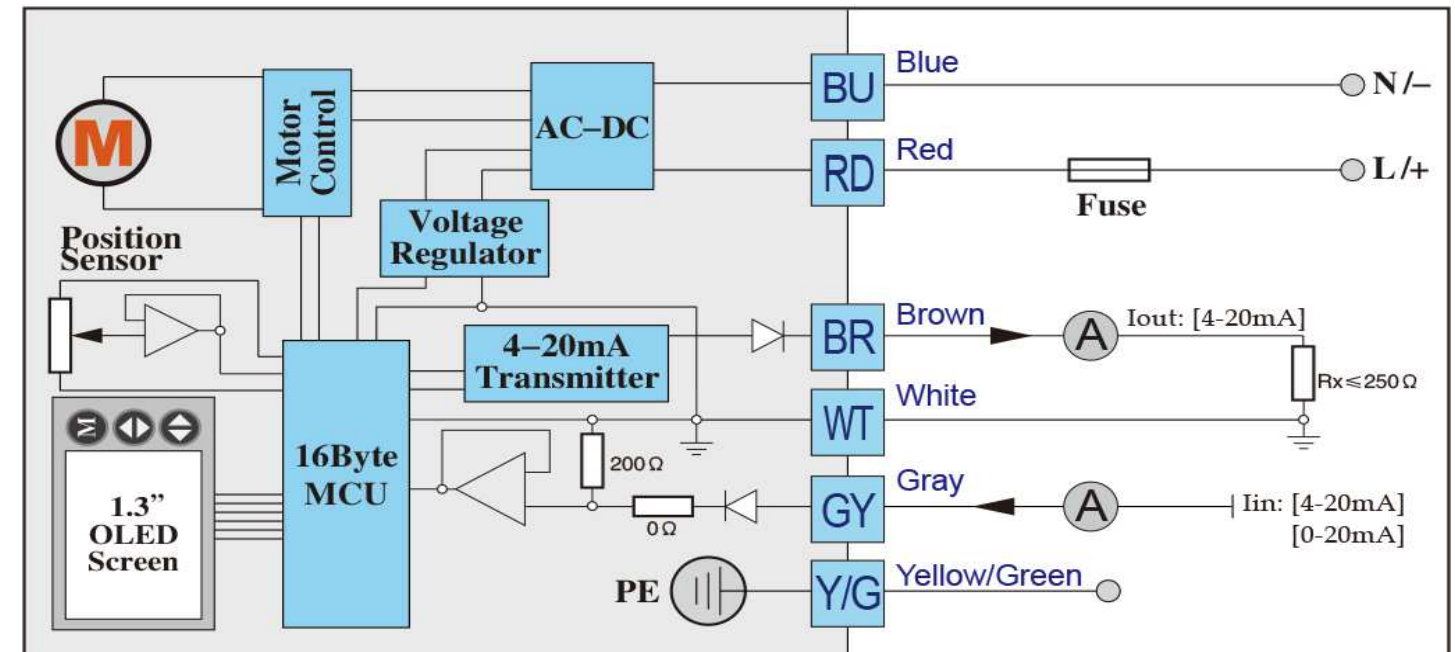 BU
Blue
N/−
M
Motor
Control
AC−DC
RD
Red
L/+
Fuse
Voltage
Regulator
Position
Sensor
4−20mA
Transmitter
BR
Brown
A
Iout: [4-20mA]
Rx≤250Ω
WT
White
M
16Byte
MCU
200Ω
0Ω
GY
Gray
A
Iin: [4-20mA]
[0-20mA]
1.3”
OLED
Screen
PE
Y/G
Yellow/Green